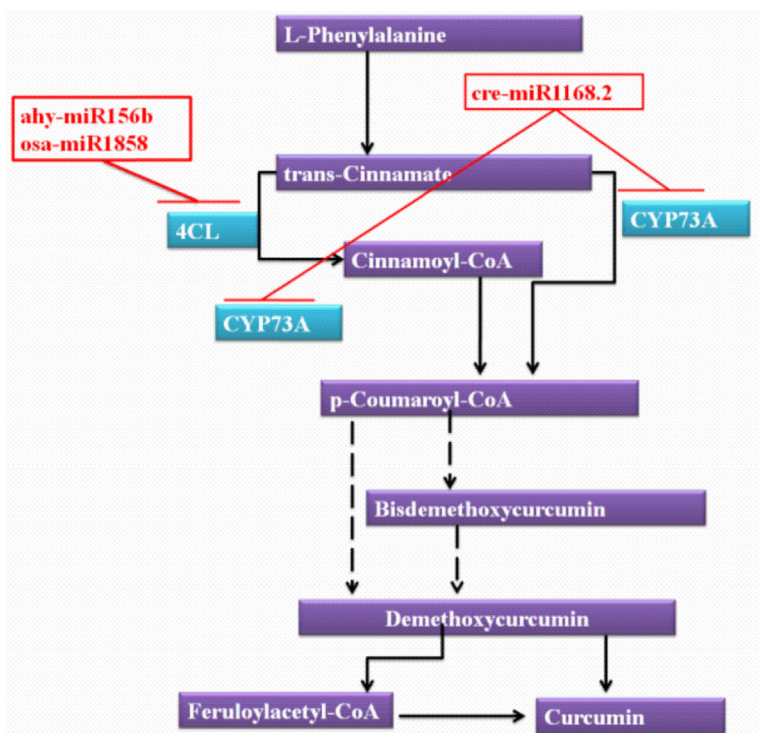 L-Phenylalanine
cre-miR1168.2
ahy-miR156b
osa-miR1858
trans-Cinnamate
4CL
CYP73A
Cinnamoyl-CoA
CYP73A
p-Coumaroyl-CoA
Bisdemethoxycurcumin
Demethoxycurcumin
Feruloylacetyl-CoA
Curcumin